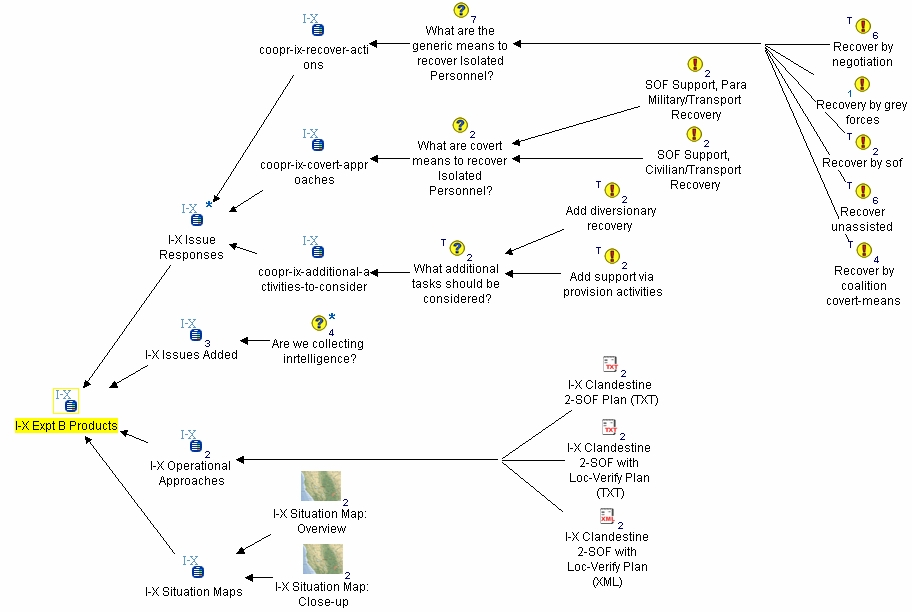 I-X
coopr-ix-recover-acti
ons
7
What are the
generic means to
recover Isolated
Personnel?
T
6
Recover by
negotiation
1
Recovery by grey
forces
T
2
Recover by sof
T
6
Recover
unassisted
T
4
Recover by
coalition
covert-means
2
SOF Support, Para
Military/Transport
Recovery
2
SOF Support,
Civilian/Transport
Recovery
I-X
coopr-ix-covert-appr
oaches
2
What are covert
means to recover
Isolated
Personnel?
T
2
Add diversionary
recovery
T
2
Add support via
provision activities
I-X *
I-X Issue
Responses
I-X
coopr-ix-additional-a
ctivities-to-consider
T
2
What additional
tasks should be
considered?
I-X
3
I-X Issues Added
*
4
Are we collecting
inrtelligence?
I-X
I-X Expt B Products
I-X
2
I-X Operational
Approaches
TXT
2
I-X Clandestine
2-SOF Plan (TXT)
TXT
2
I-X Clandestine
2-SOF with
Loc-Verify Plan
(TXT)
XML
2
I-X Clandestine
2-SOF with
Loc-Verify Plan
(XML)
2
I-X Situation Map:
Overview
2
I-X Situation Map:
Close-up
I-X
I-X Situation Maps